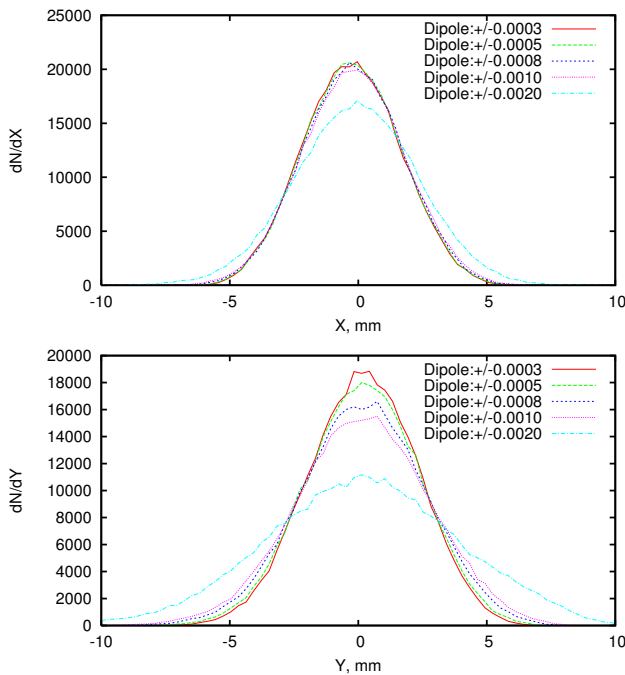 Dipole:+/-0.0003
Dipole:+/-0.0005
Dipole:+/-0.0008
Dipole:+/-0.0010
Dipole:+/-0.0020
25000
20000
15000
10000
5000
0
dN/dX
-10 -5 0 5 10
X, mm
Dipole:+/-0.0003
Dipole:+/-0.0005
Dipole:+/-0.0008
Dipole:+/-0.0010
Dipole:+/-0.0020
20000
18000
16000
14000
12000
10000
8000
6000
4000
2000
0
dN/dY
-10 -5 0 5 10
Y, mm